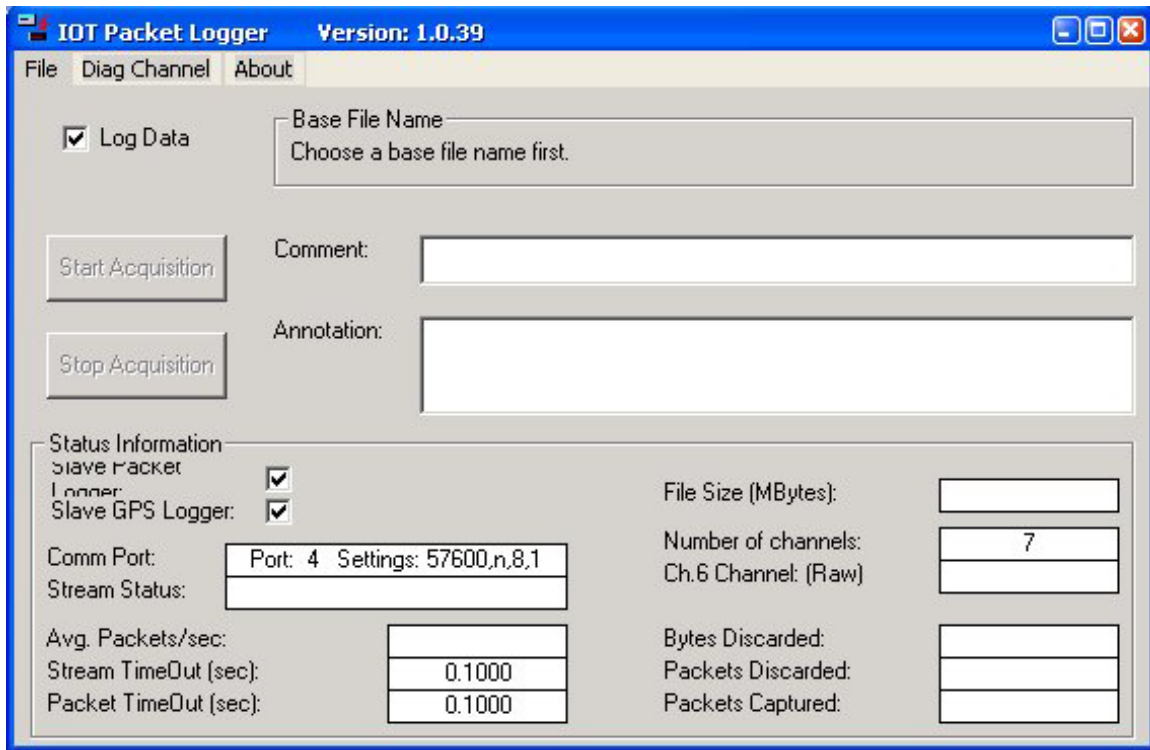 IOT Packet Logger Version: 1.0.39
File Diag Channel About
Log Data
Base File Name
Choose a base file name first.
Start Acquisition
Comment:
Stop Acquisition
Annotation:
Status Information
Slave Packet
Logger:
Slave GPS Logger:
Comm Port: Port: 4 Settings: 57600,n,8,1
Stream Status:
Avg. Packets/sec:
Stream TimeOut (sec): 0.1000
Packet TimeOut (sec): 0.1000
File Size (MBytes):
Number of channels: 7
Ch.6 Channel: (Raw)
Bytes Discarded:
Packets Discarded:
Packets Captured: